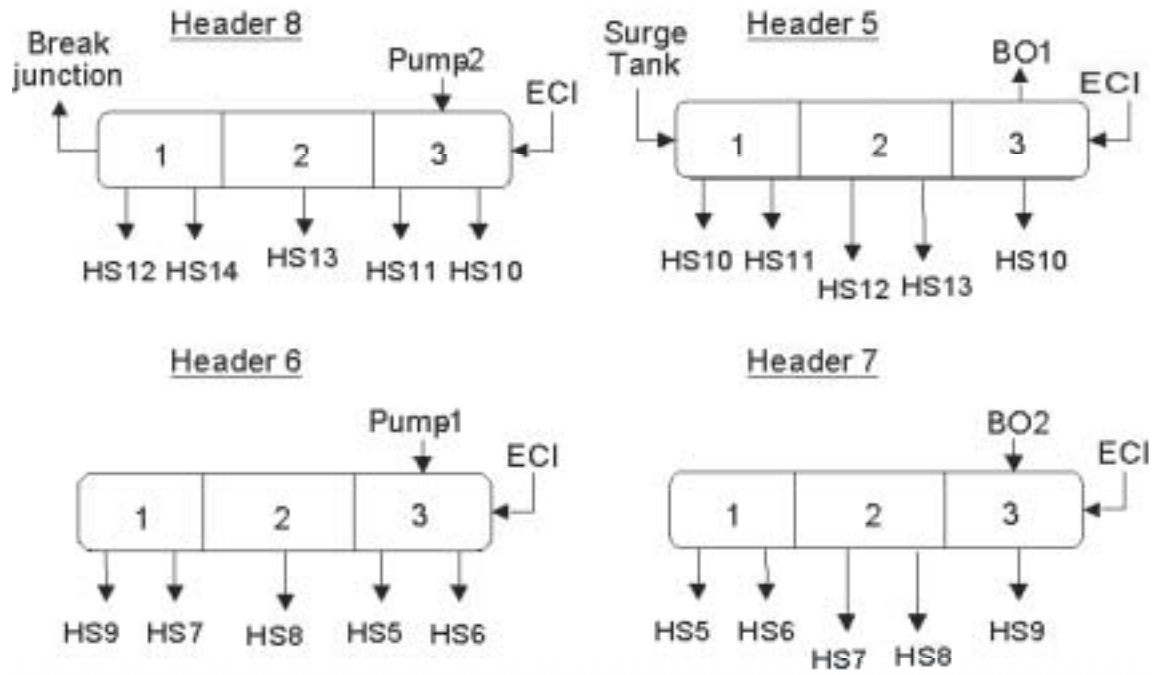 Header 8
Break
junction
Pump2
ECI
1 2 3
HS12 HS14 HS13 HS11 HS10
Header 5
Surge
Tank
BO1
ECI
1 2 3
HS10 HS11 HS12 HS13 HS10
Header 6
Pump1
ECI
1 2 3
HS9 HS7 HS8 HS5 HS6
Header 7
BO2
ECI
1 2 3
HS5 HS6 HS7 HS8 HS9